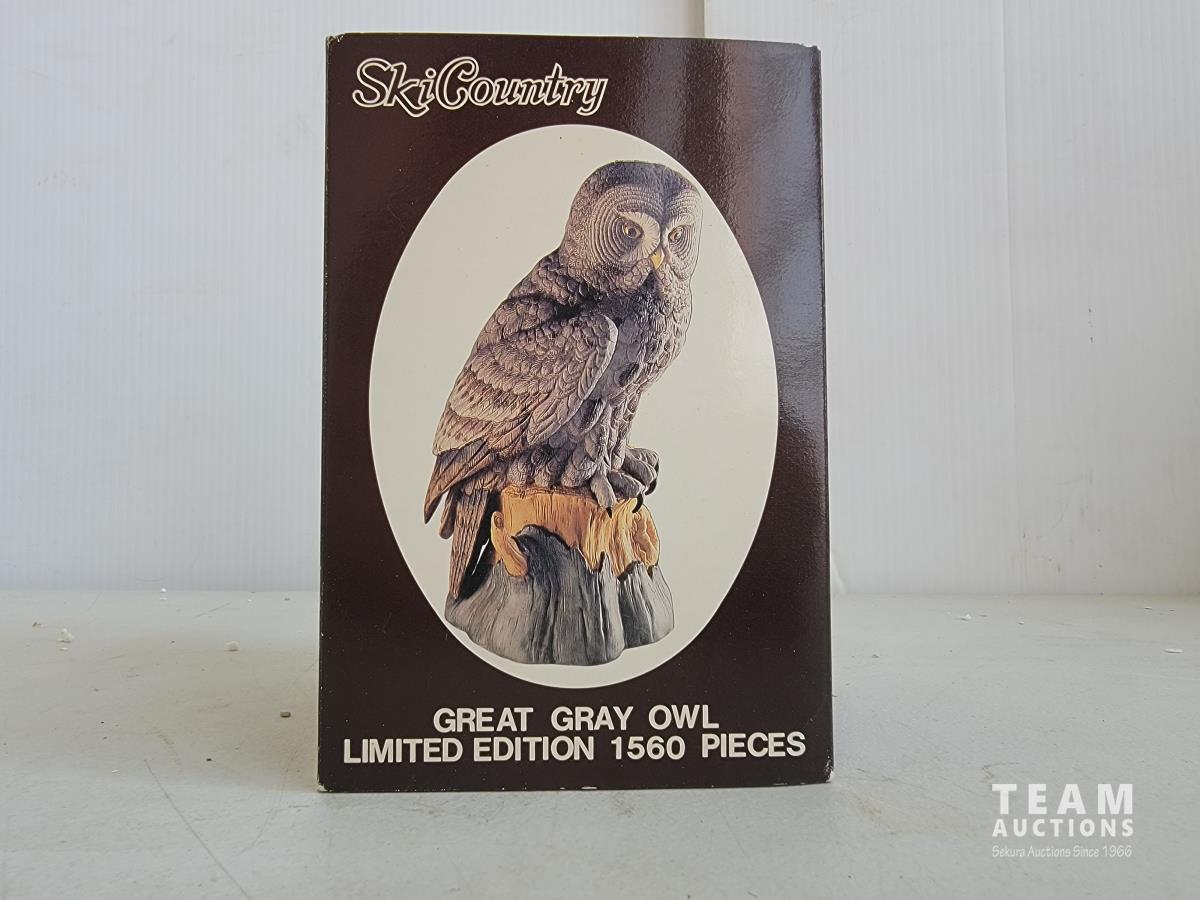 SkiCountry
GREAT GRAY OWL
LIMITED EDITION 1560 PIECES
TEAM
AUCTIONS
Sekura Auctions Since 1966